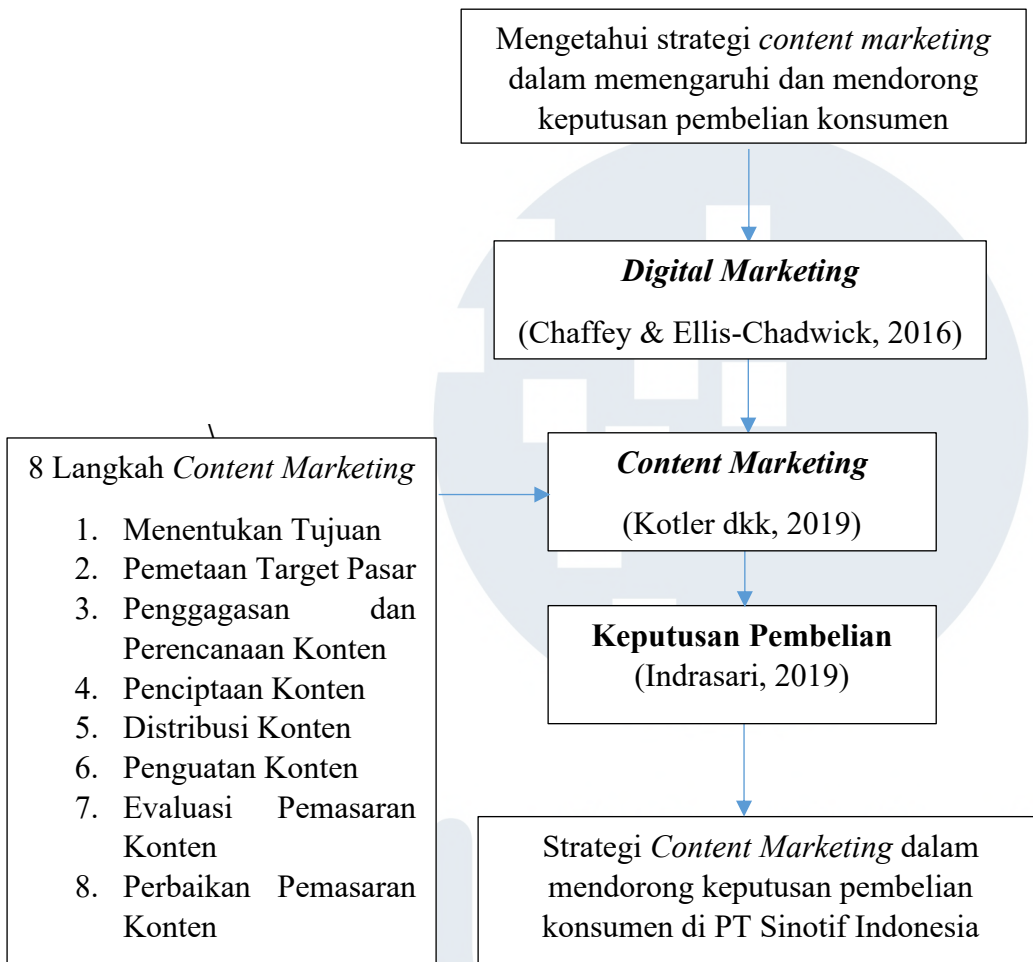 Mengetahui strategi content marketing
dalam memengaruhi dan mendorong
keputusan pembelian konsumen
Digital Marketing
(Chaffey & Ellis-Chadwick, 2016)
\
8 Langkah Content Marketing
1. Menentukan Tujuan
2. Pemetaan Target Pasar
3. Penggagasan dan
Perencanaan Konten
4. Penciptaan Konten
5. Distribusi Konten
6. Penguatan Konten
7. Evaluasi Pemasaran
Konten
8. Perbaikan Pemasaran
Konten
Content Marketing
(Kotler dkk, 2019)
Keputusan Pembelian
(Indrasari, 2019)
Strategi Content Marketing dalam
mendorong keputusan pembelian
konsumen di PT Sinotif Indonesia